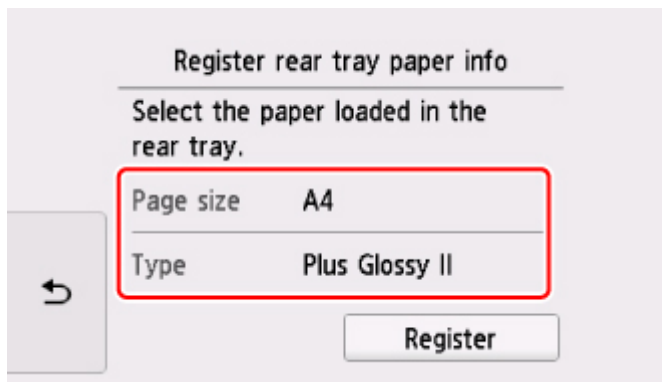 Register rear tray paper info
Select the paper loaded in the
rear tray.
Page size A4
Type Plus Glossy II
Register